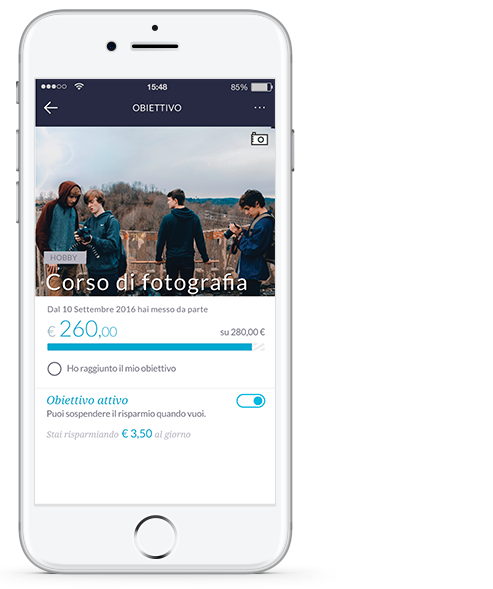 15:48
85%
OBIETTIVO
HOBBY
Corso di fotografia
Dal 10 Settembre 2016 hai messo da parte
€ 260,00
su 280,00 €
Ho raggiunto il mio obiettivo
Obiettivo attivo
Puoi sospendere il risparmio quando vuoi.
Stai risparmiando € 3,50 al giorno